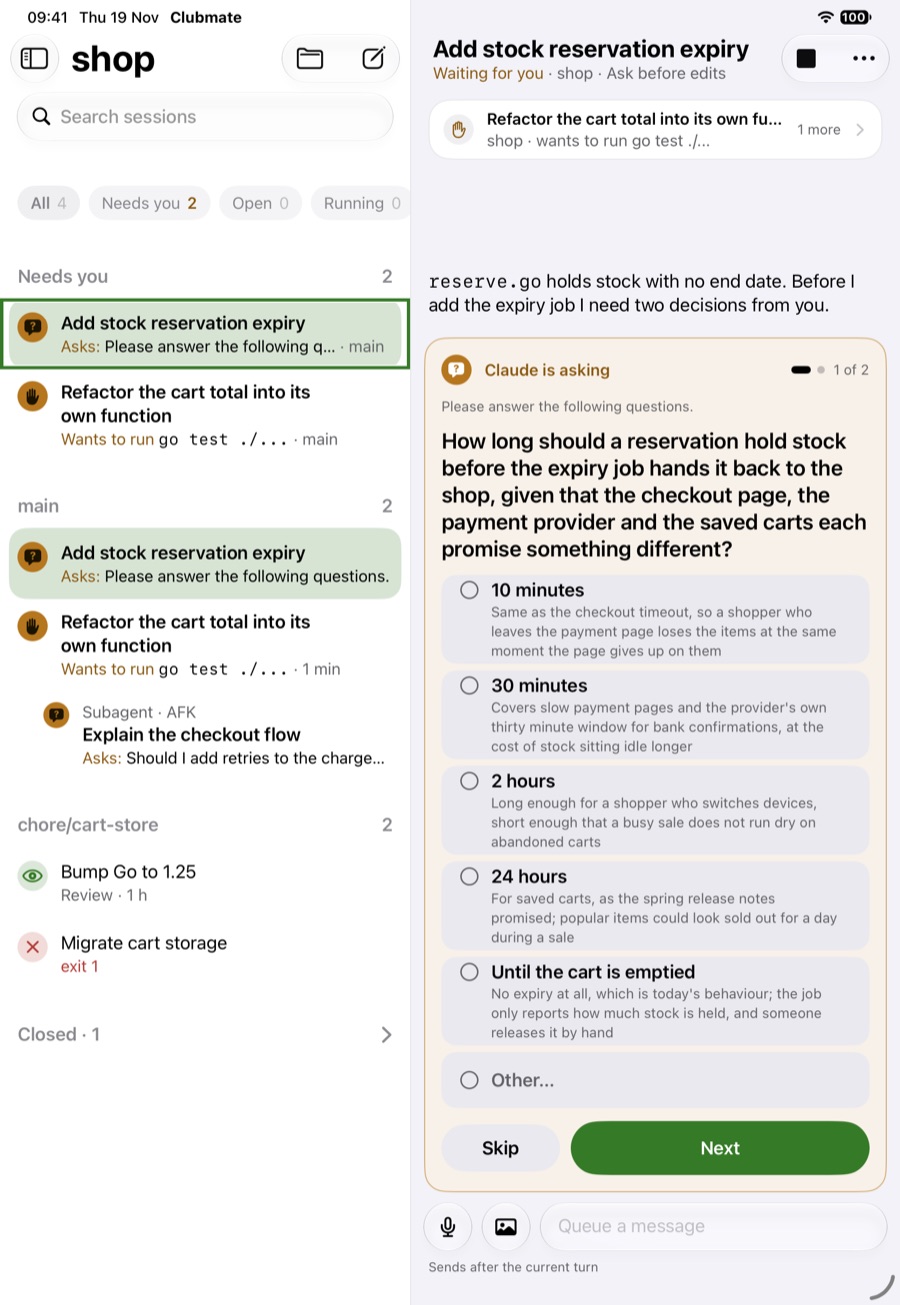 09:41 Thu 19 Nov Clubmate
100
shop
Search sessions
All 4
Needs you 2
Open 0
Running 0
Needs you 2
Add stock reservation expiry
Asks: Please answer the following q... · main
Refactor the cart total into its
own function
Wants to run go test ./... · main
main 2
Add stock reservation expiry
Asks: Please answer the following questions.
Refactor the cart total into its
own function
Wants to run go test ./... · 1 min
Subagent · AFK
Explain the checkout flow
Asks: Should I add retries to the charge...
chore/cart-store 2
Bump Go to 1.25
Review · 1 h
Migrate cart storage
exit 1
Closed · 1
Add stock reservation expiry
Waiting for you · shop · Ask before edits
Refactor the cart total into its own fu...
shop · wants to run go test ./...
1 more
reserve.go holds stock with no end date. Before I
add the expiry job I need two decisions from you.
Claude is asking
1 of 2
Please answer the following questions.
How long should a reservation hold stock
before the expiry job hands it back to the
shop, given that the checkout page, the
payment provider and the saved carts each
promise something different?
10 minutes
Same as the checkout timeout, so a shopper who
leaves the payment page loses the items at the same
moment the page gives up on them
30 minutes
Covers slow payment pages and the provider's own
thirty minute window for bank confirmations, at the
cost of stock sitting idle longer
2 hours
Long enough for a shopper who switches devices,
short enough that a busy sale does not run dry on
abandoned carts
24 hours
For saved carts, as the spring release notes
promised; popular items could look sold out for a day
during a sale
Until the cart is emptied
No expiry at all, which is today's behaviour; the job
only reports how much stock is held, and someone
releases it by hand
Other...
Skip
Next
Queue a message
Sends after the current turn